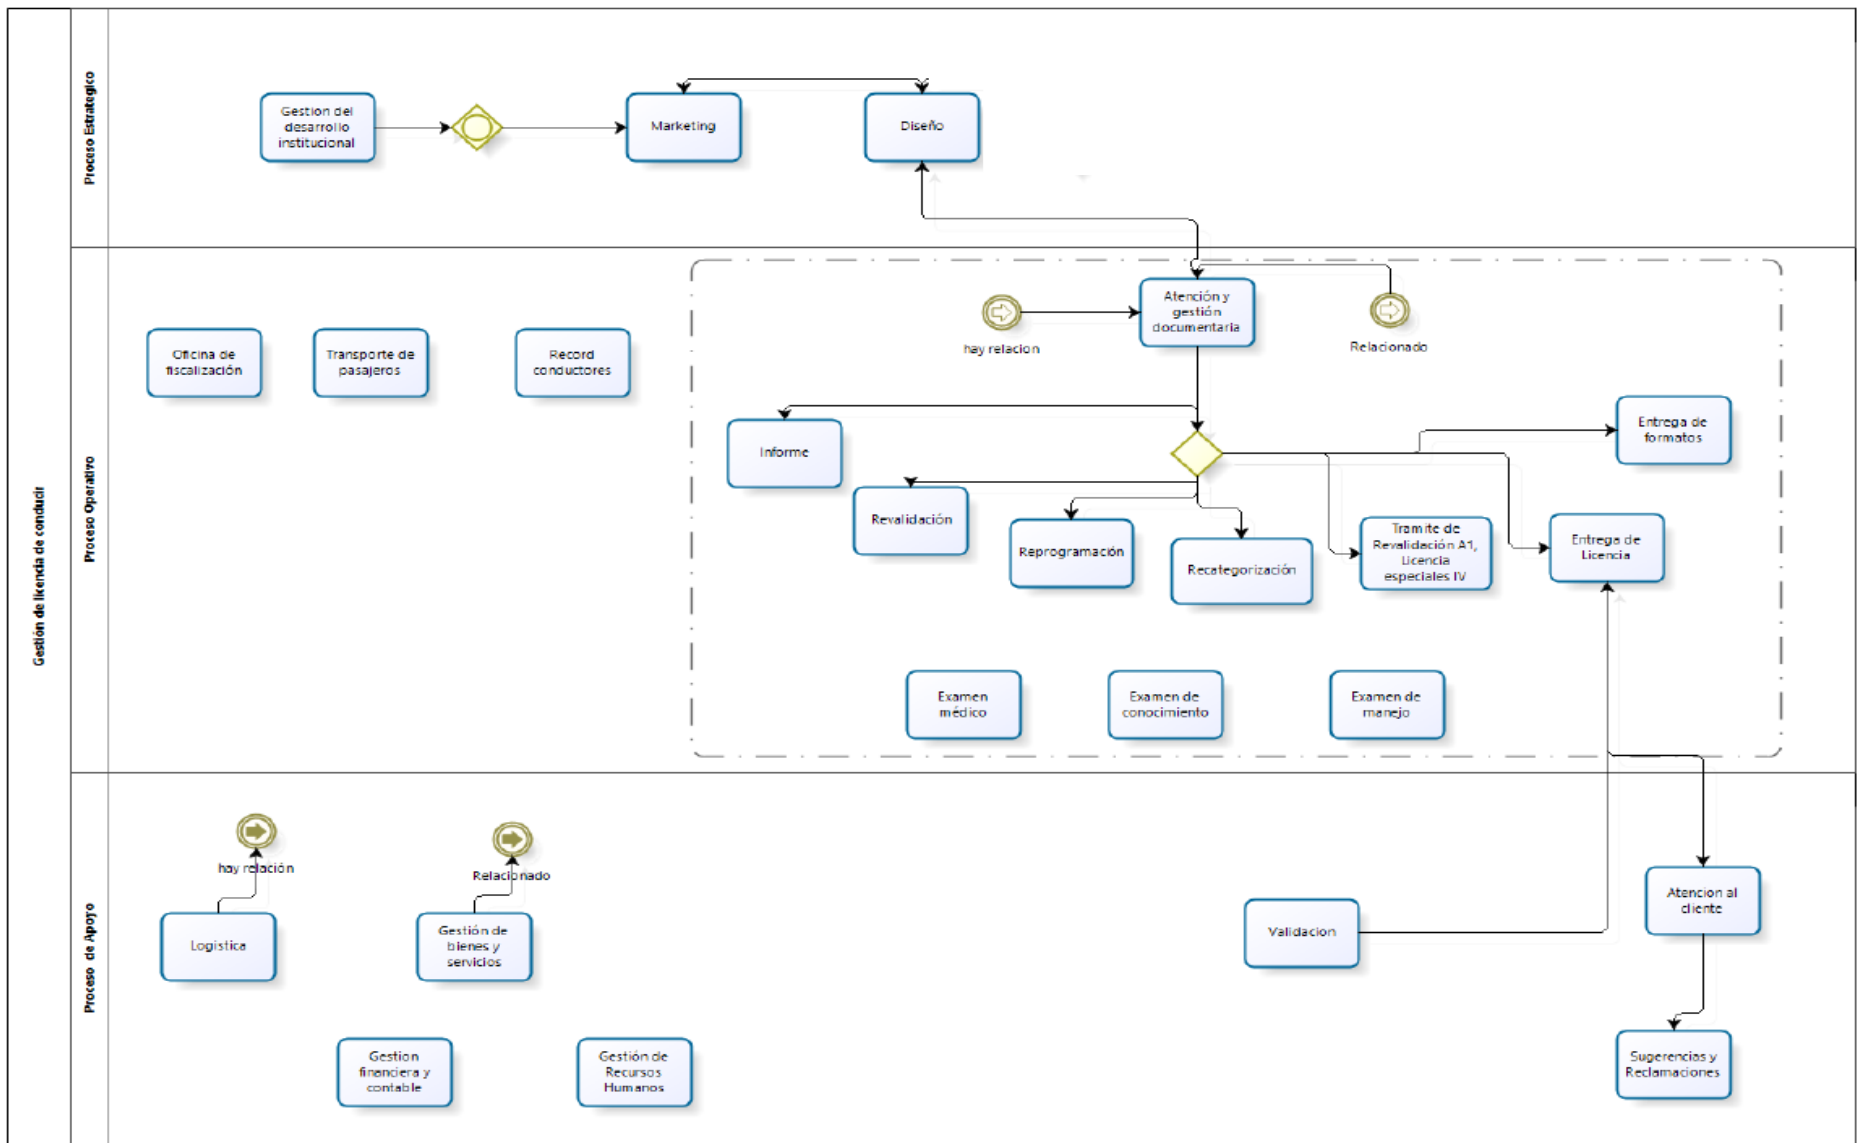 Gestión de licencia de conducir
Proceso Estrategico
Gestion del
desarrollo
institucional
Marketing
Diseño
Proceso Operativo
Oficina de
fiscalización
Transporte de
pasajeros
Record
conductores
hay relacion
Atención y
gestión
documentaria
Relacionado
Informe
Revalidación
Reprogramación
Recategorización
Tramite de
Revalidación A1,
Licencia
especiales IV
Entrega de
Licencia
Entrega de
formatos
Examen
médico
Examen de
conocimiento
Examen de
manejo
Proceso de Apoyo
hay relación
Relacionado
Logistica
Gestión de
bienes y
servicios
Validacion
Atencion al
cliente
Gestion
financiera y
contable
Gestión de
Recursos
Humanos
Sugerencias y
Reclamaciones